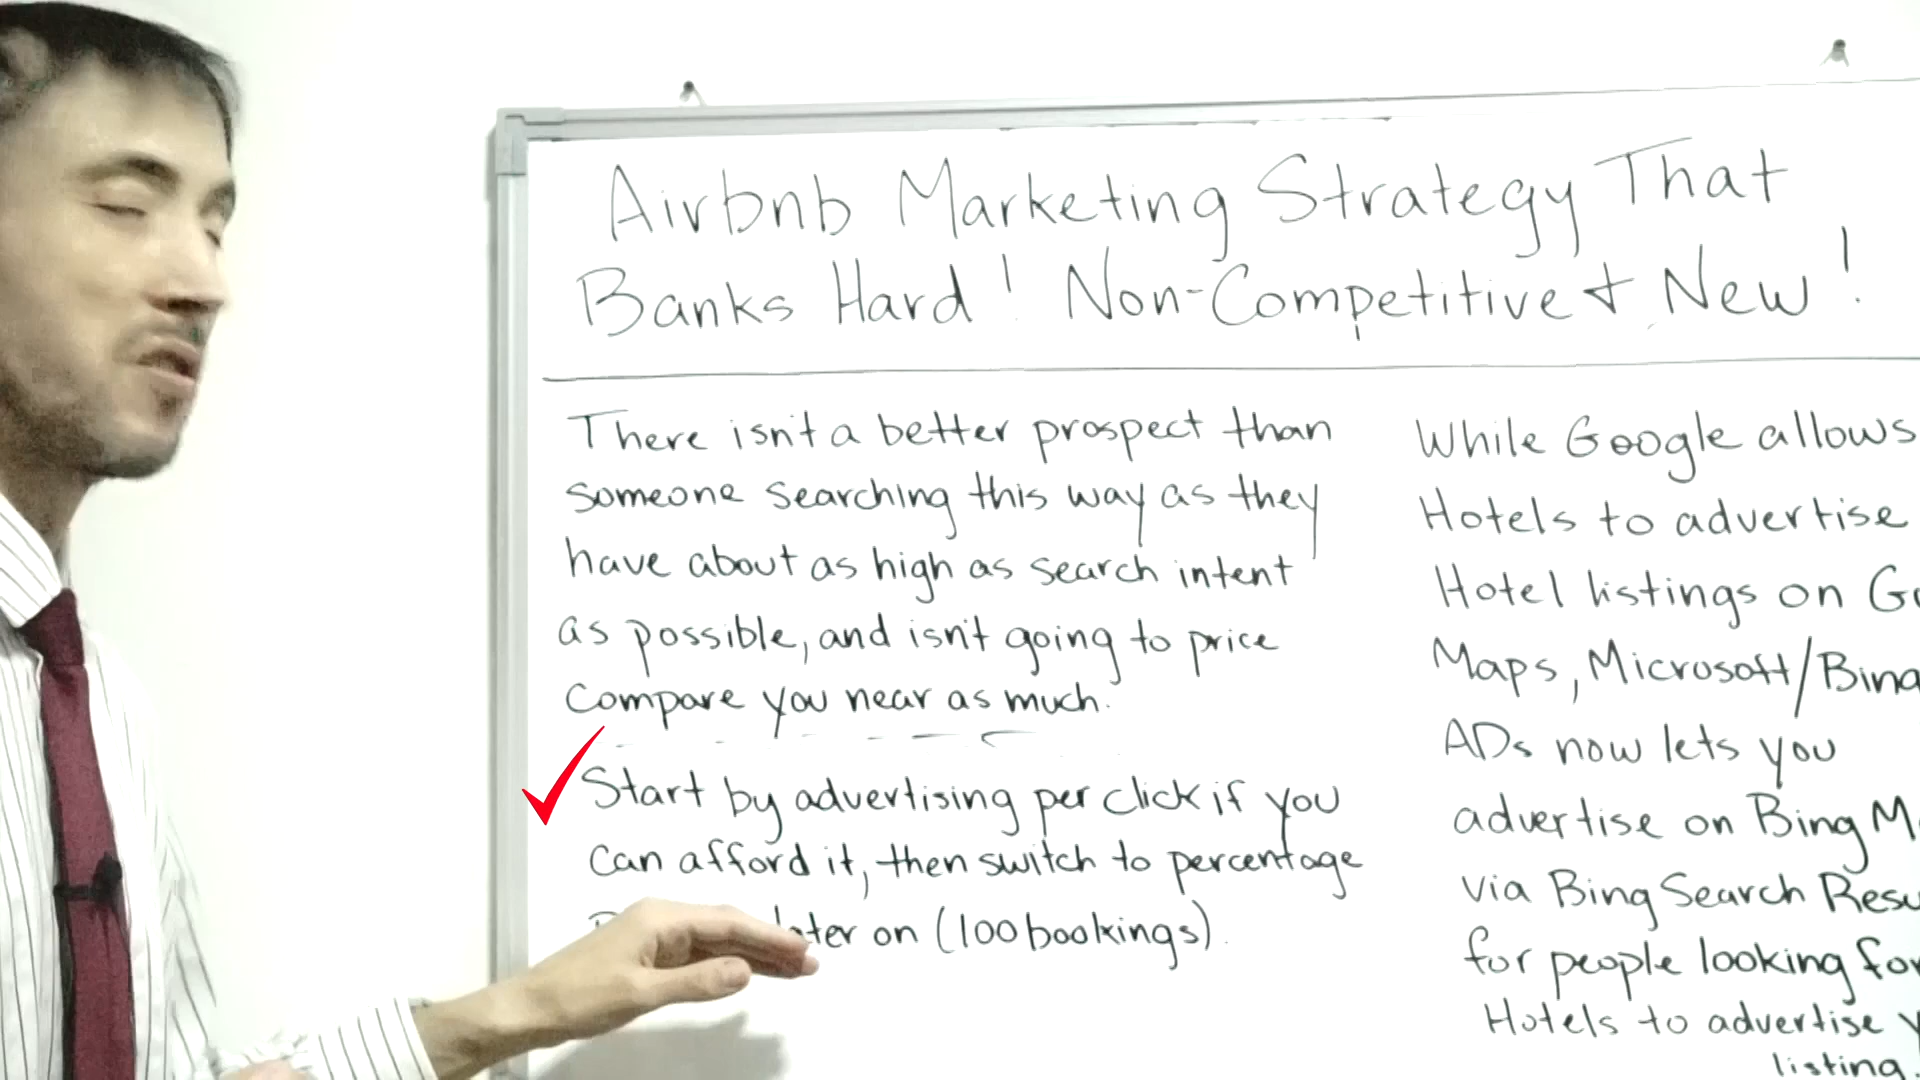 Airbnb Marketing Strategy That
Banks Hard! Non-Competitive & New!
There isn't a better prospect than
someone searching this way as they
have about as high as search intent
as possible, and isn't going to price
compare you near as much.
Start by advertising per click if you
can afford it, then switch to percentage
on (100 bookings).
While Google allows
Hotels to advertise
Hotel listings on
Maps, Microsoft/Bing
ADs now lets you
advertise on Bing
via Bing Search
for people looking for
Hotels to advertise
listing.